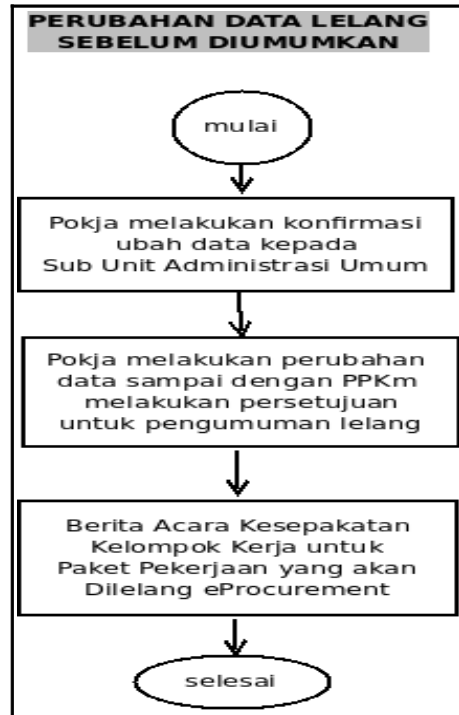 PERUBAHAN DATA LELANG
SEBELUM DIUMUMKAN
mulai
Pokja melakukan konfirmasi
ubah data kepada
Sub Unit Administrasi Umum
Pokja melakukan perubahan
data sampai dengan PPKm
melakukan persetujuan
untuk pengumuman lelang
Berita Acara Kesepakatan
Kelompok Kerja untuk
Paket Pekerjaan yang akan
Dilelang eProcurement
selesai